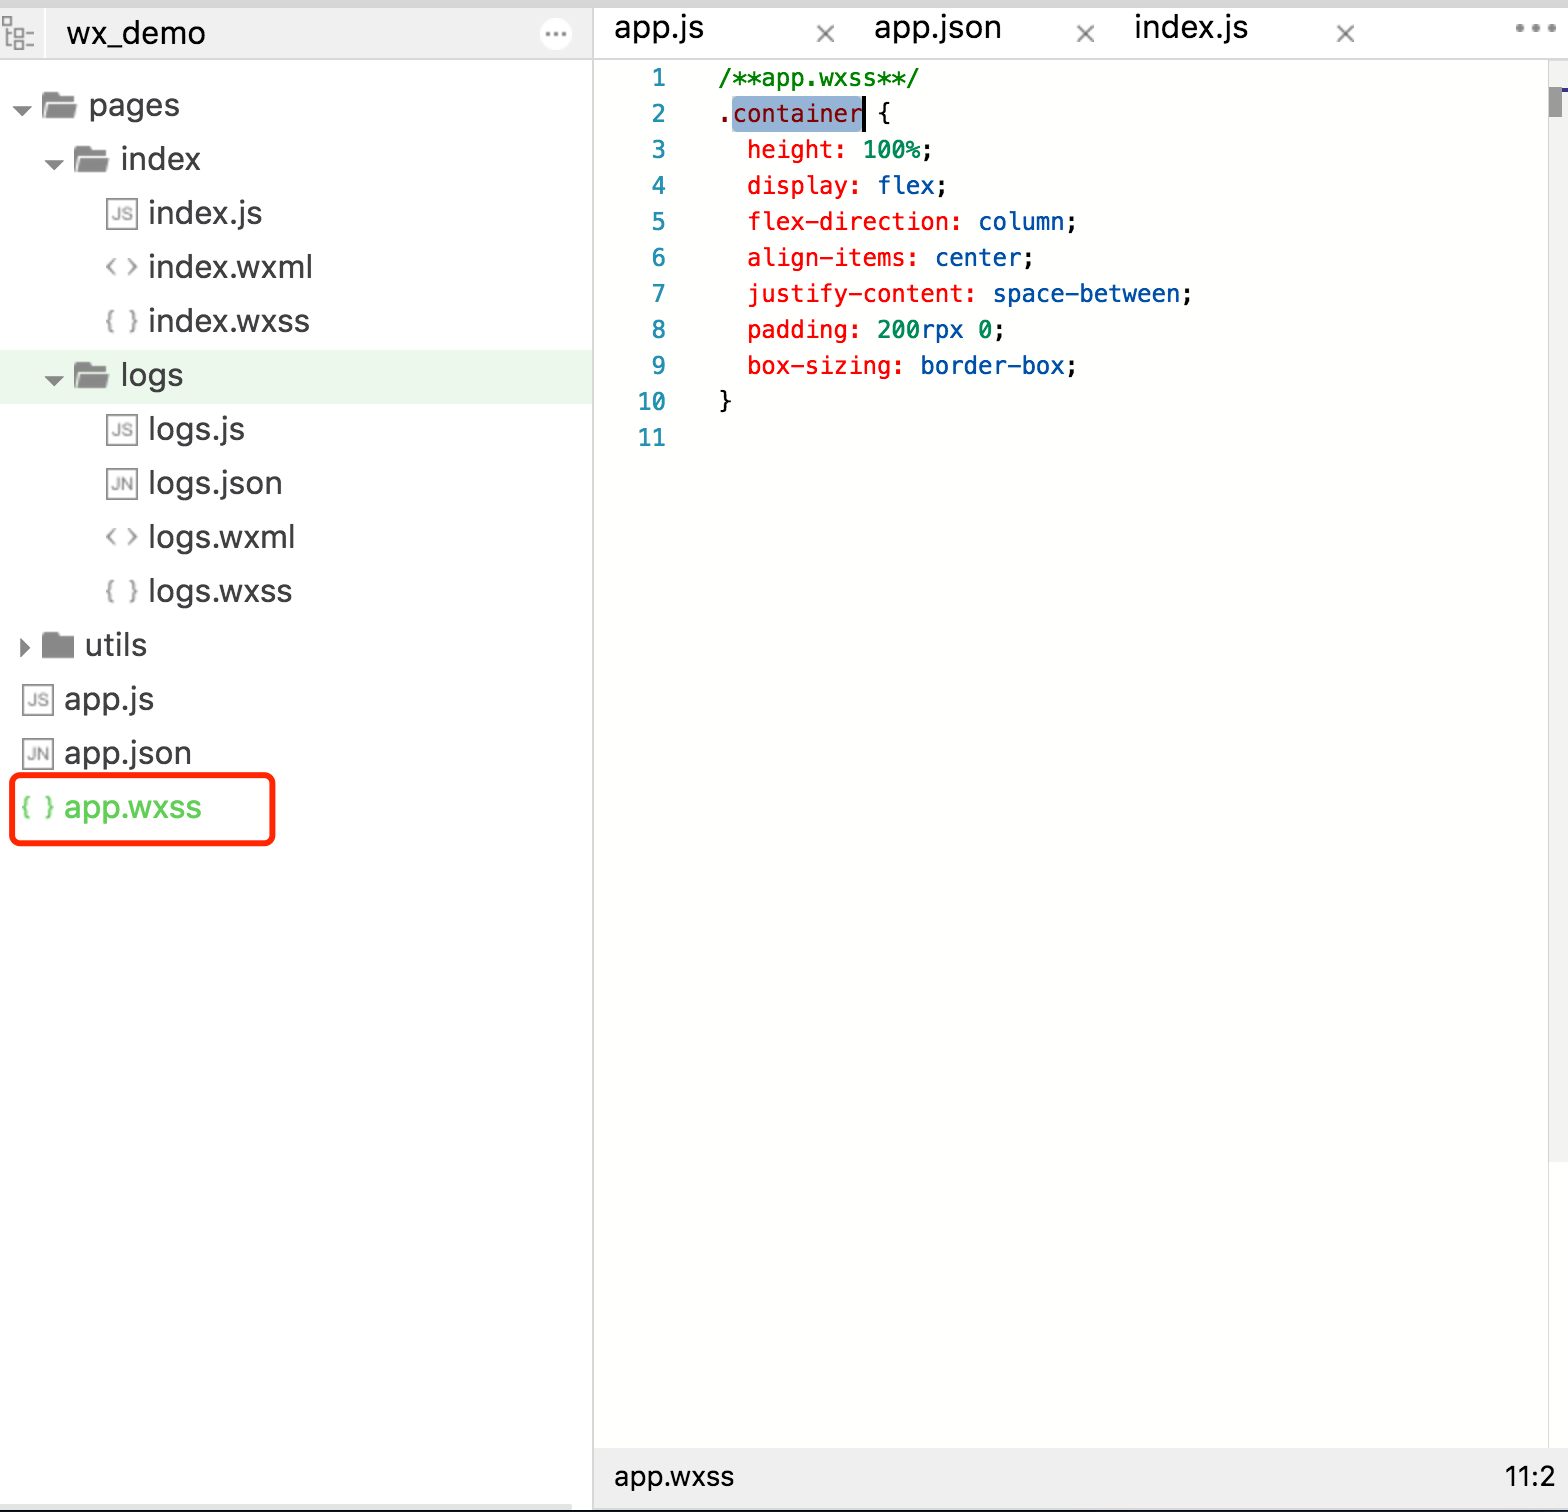 wx_demo
pages
index
JS index.js
<> index.wxml
{ } index.wxss
logs
JS logs.js
JN logs.json
<> logs.wxml
{ } logs.wxss
utils
JS app.js
JN app.json
{ } app.wxss
app.js app.json index.js
1 /**app.wxss**/
2 .container {
3   height: 100%;
4   display: flex;
5   flex-direction: column;
6   align-items: center;
7   justify-content: space-between;
8   padding: 200rpx 0;
9   box-sizing: border-box;
10 }
11
app.wxss 11:2